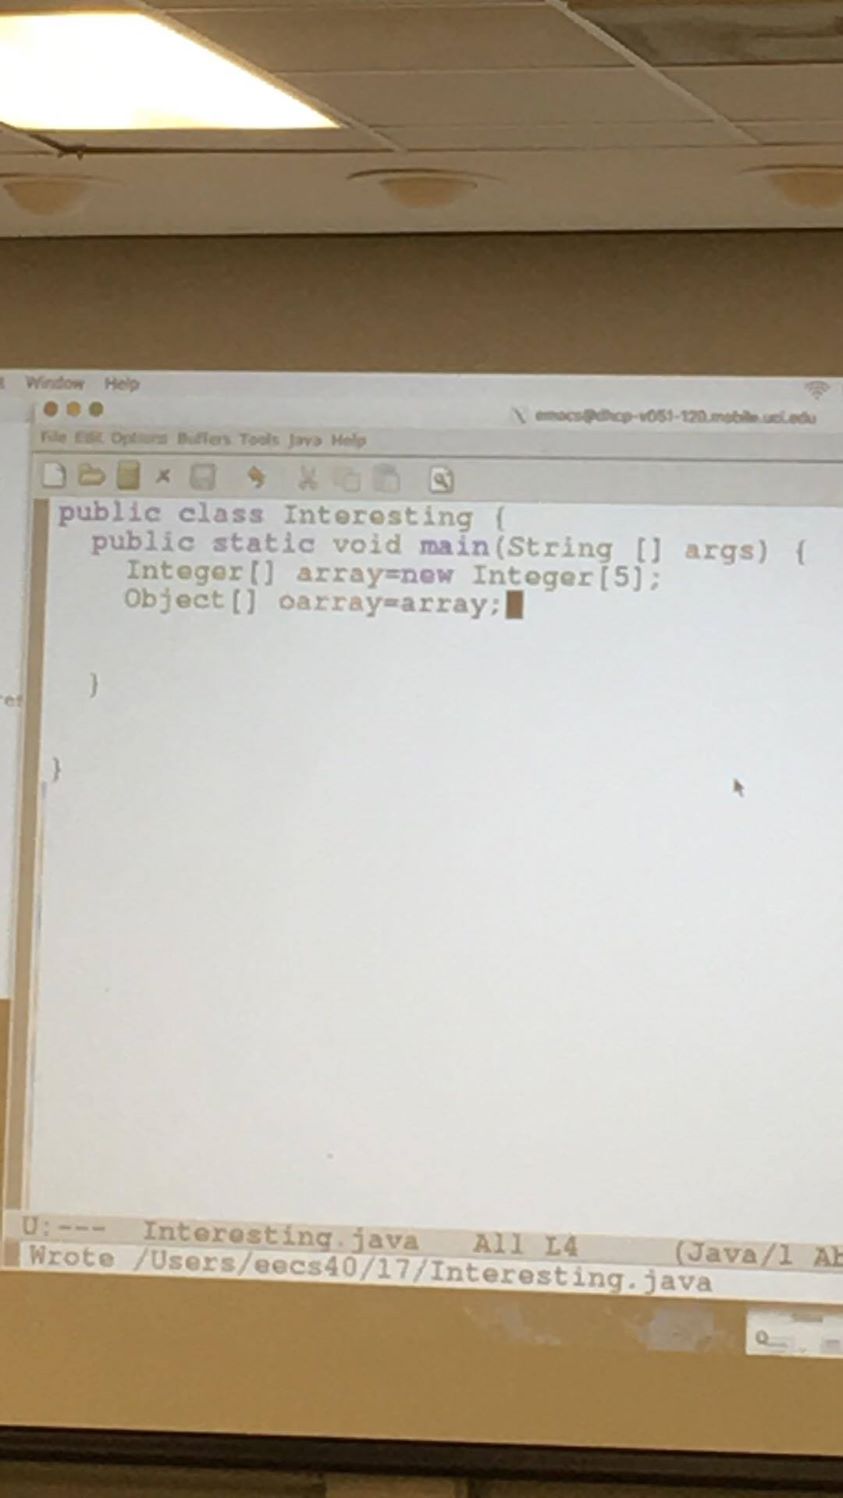 Window Help
emacs@dhcp-v051-120.mobile.uci.edu
File Edit Options Buffers Tools Java Help
public class Interesting {
public static void main(String [] args) {
Integer[] array=new Integer[5];
Object[] oarray=array;
}
}
U:--- Interesting.java All L4 (Java/l Ab
Wrote /Users/eecs40/17/Interesting.java